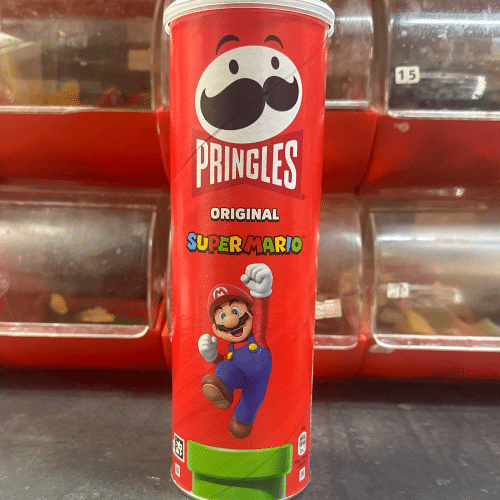 15
PRINGLES
ORIGINAL
SUPER MARIO
M